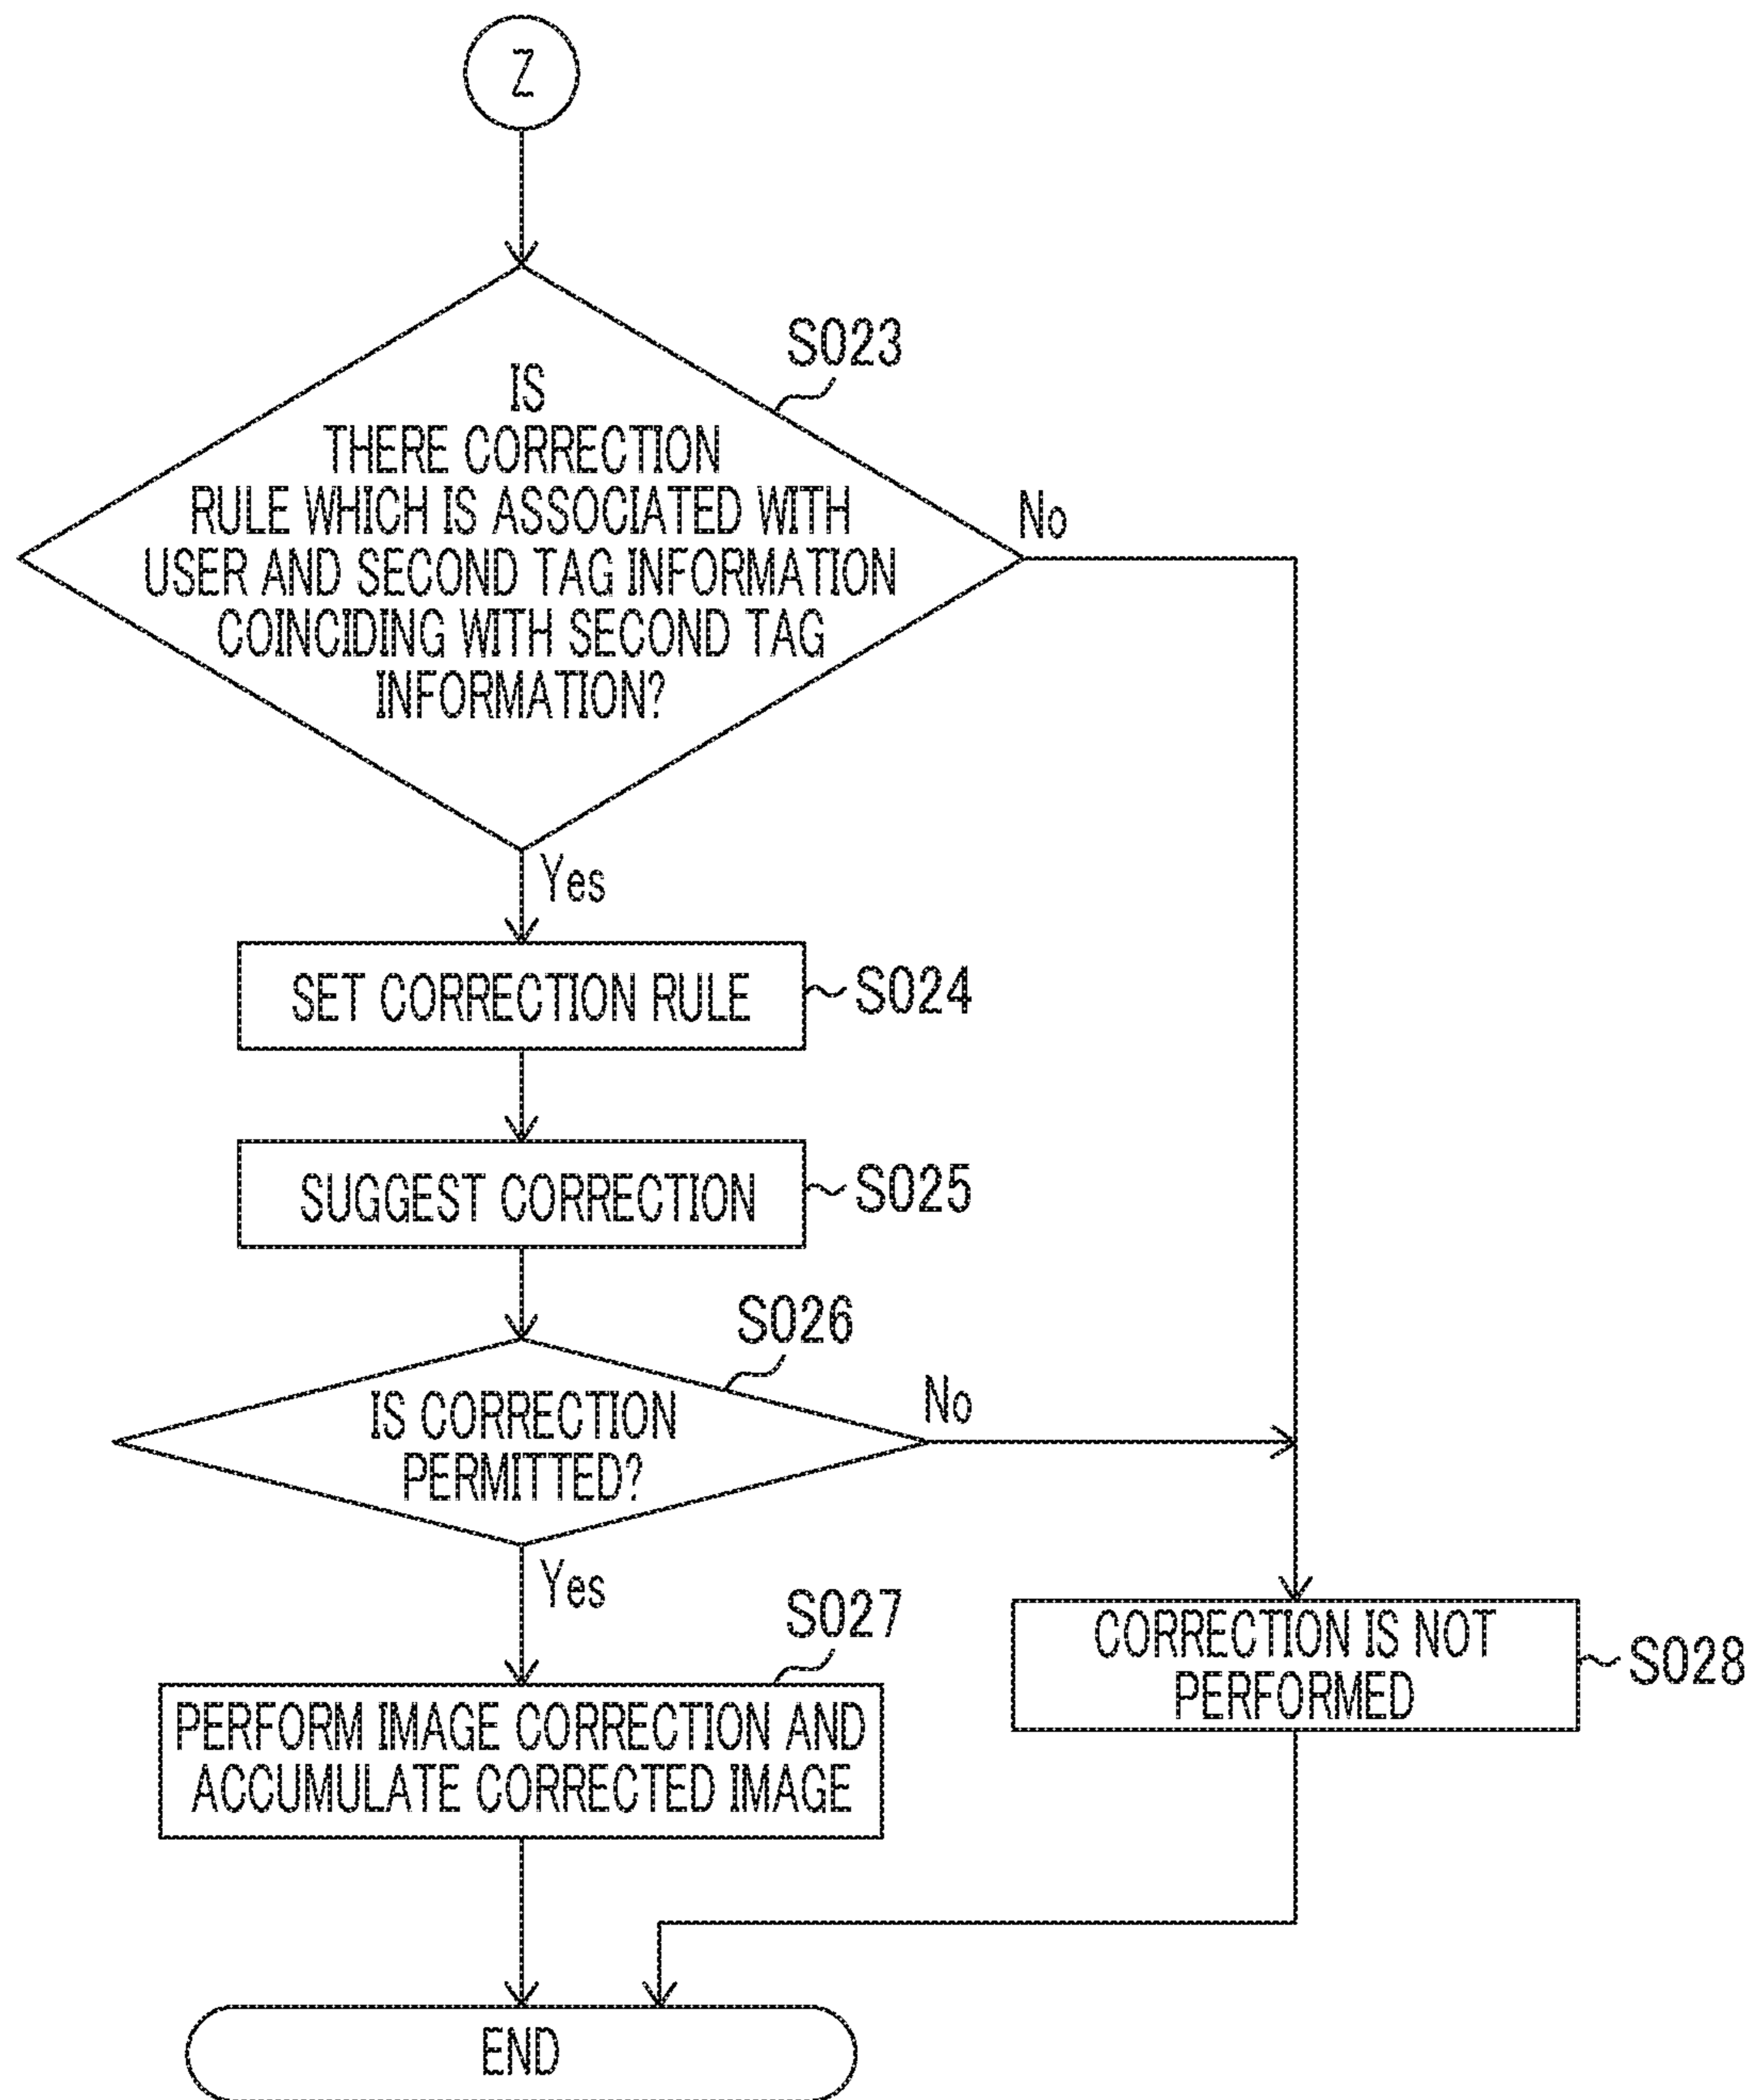 Z
S023
IS
THERE CORRECTION
RULE WHICH IS ASSOCIATED WITH
USER AND SECOND TAG INFORMATION
COINCIDING WITH SECOND TAG
INFORMATION?
No
Yes
SET CORRECTION RULE
S024
SUGGEST CORRECTION
S025
S026
IS CORRECTION
PERMITTED?
No
Yes
S027
PERFORM IMAGE CORRECTION AND
ACCUMULATE CORRECTED IMAGE
CORRECTION IS NOT
PERFORMED
S028
END